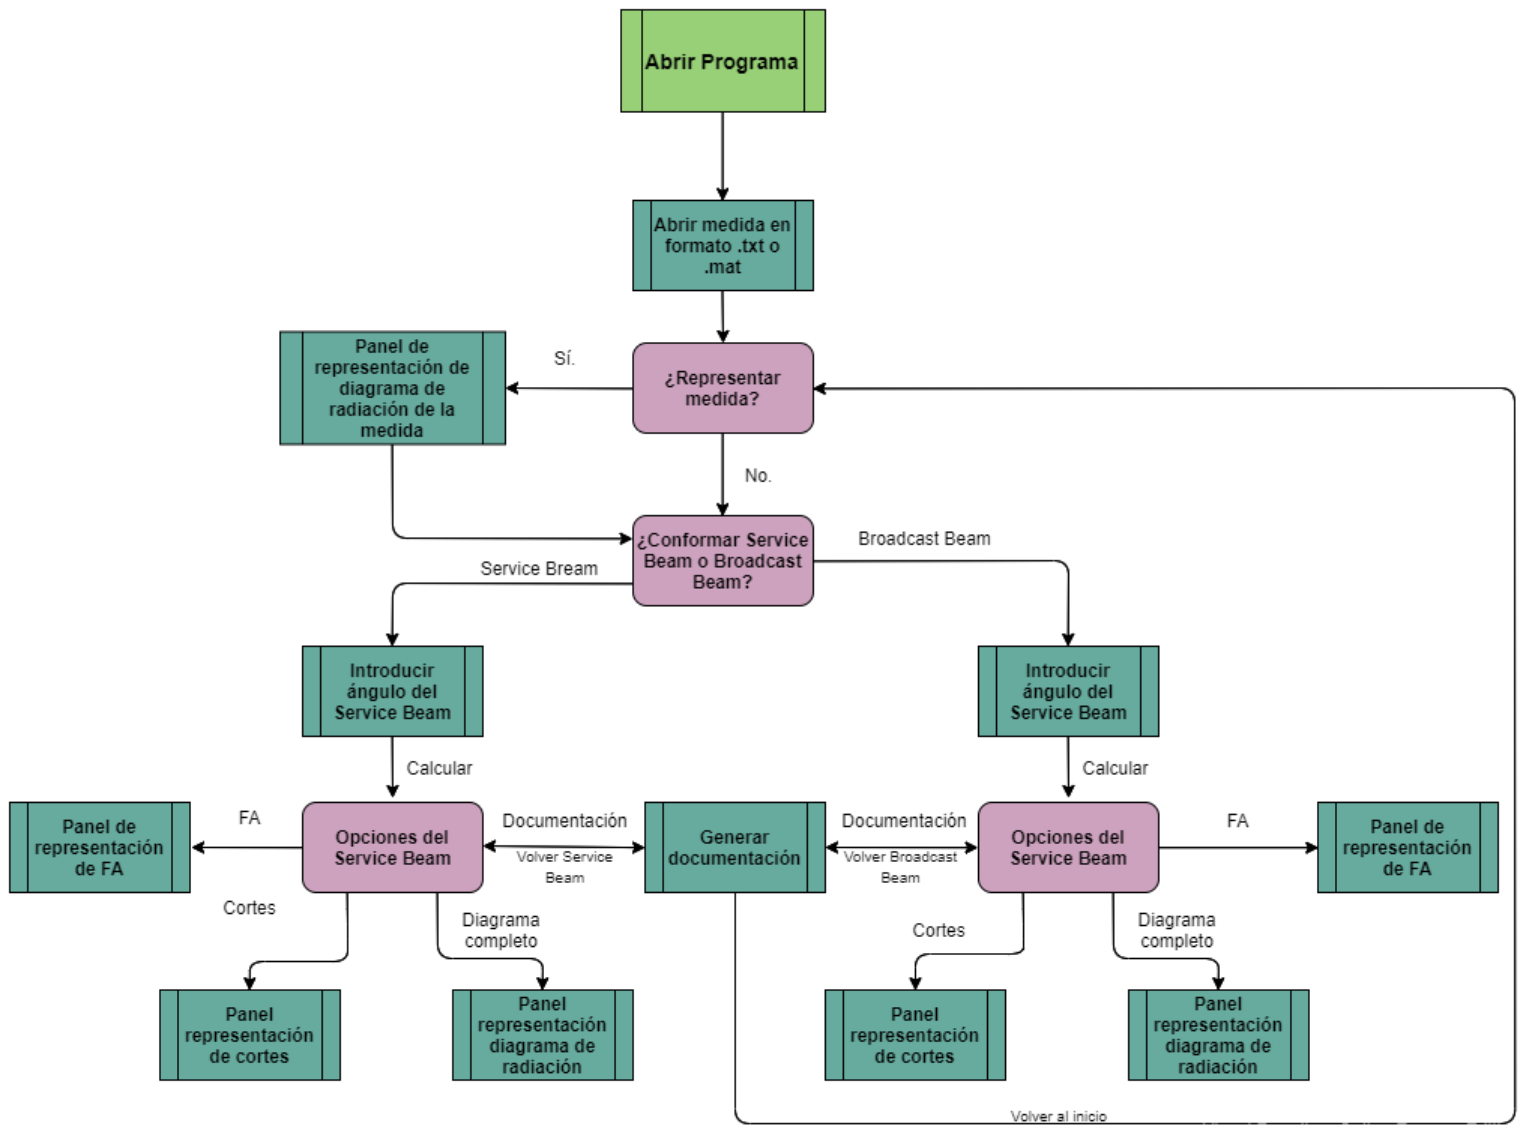 Abrir Programa
Abrir medida en
formato .txt o
.mat
Panel de
representación de
diagrama de
radiación de la
medida
Sí.
¿Representar
medida?
No.
¿Conformar Service
Beam o Broadcast
Beam?
Broadcast Beam
Service Bream
Introducir
ángulo del
Service Beam
Introducir
ángulo del
Service Beam
Calcular
Calcular
Panel de
representación
de FA
FA
Opciones del
Service Beam
Documentación
Volver Service
Beam
Generar
documentación
Documentación
Volver Broadcast
Beam
Opciones del
Service Beam
FA
Panel de
representación
de FA
Cortes
Diagrama
completo
Cortes
Diagrama
completo
Panel
representación
de cortes
Panel
representación
diagrama de
radiación
Panel
representación
de cortes
Panel
representación
diagrama de
radiación
Volver al inicio